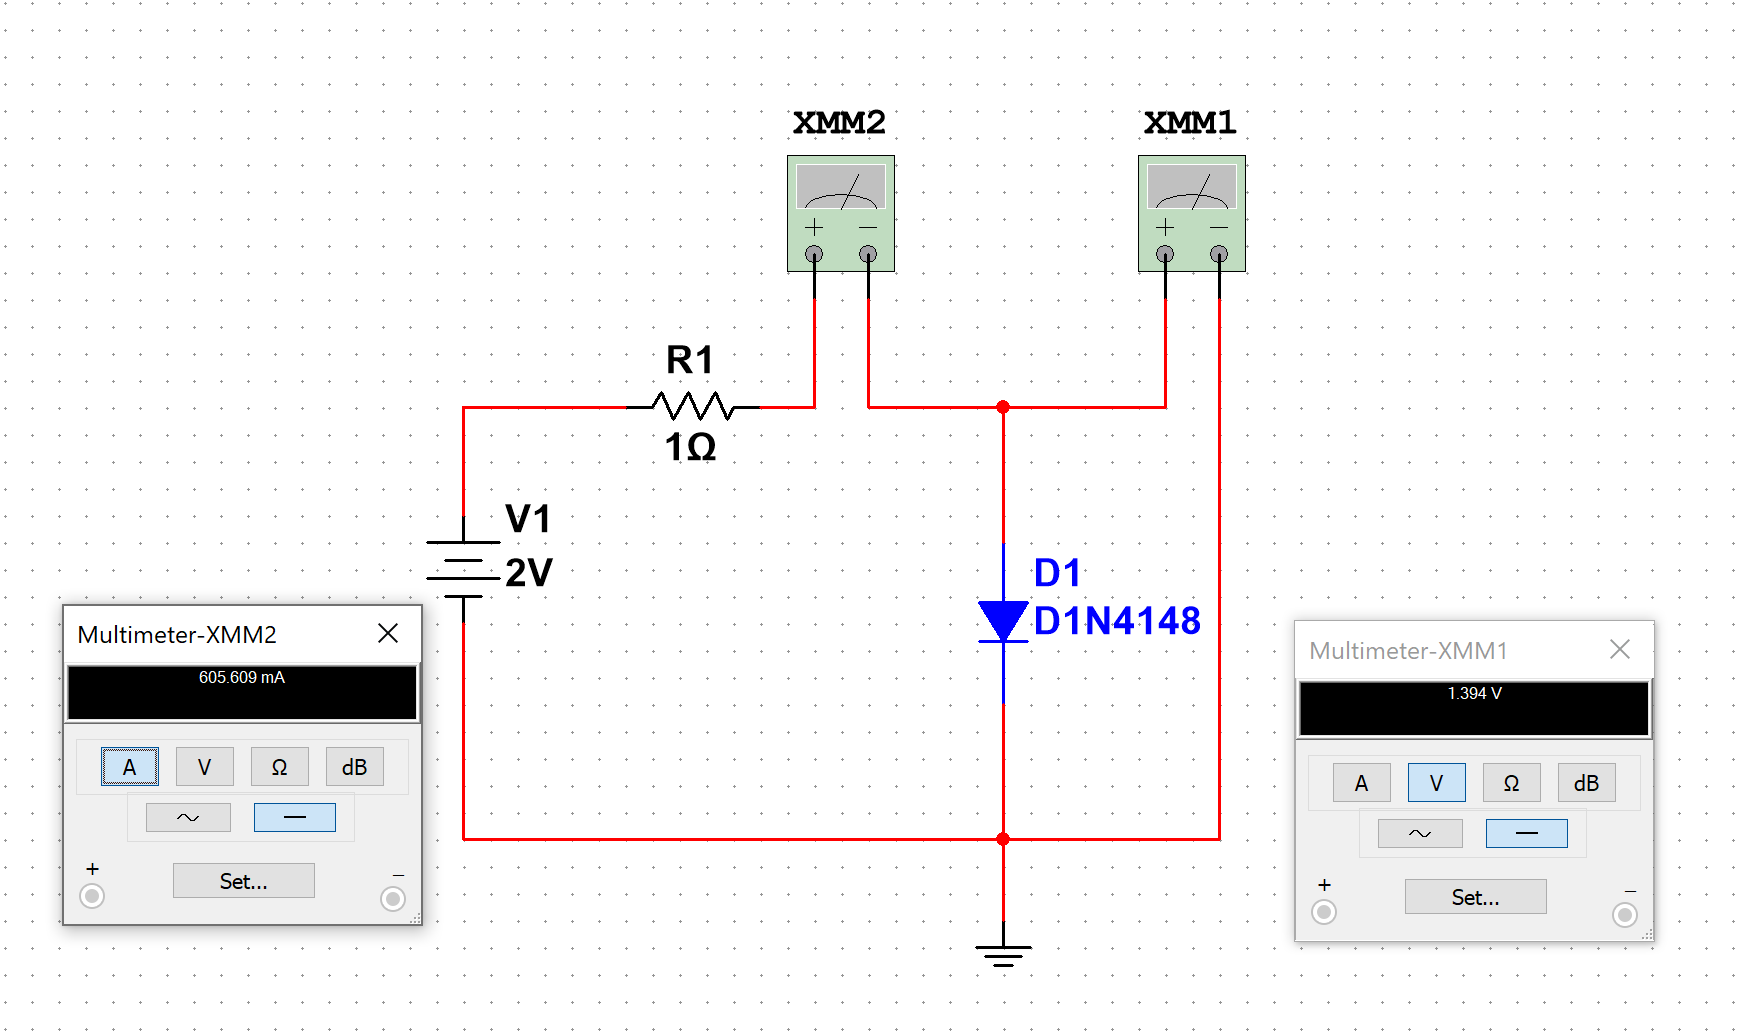 XMM2
XMM1
+ −
+ −
R1
1Ω
V1
2V
D1
D1N4148
Multimeter-XMM2
605.609 mA
A V Ω dB
~ —
+ −
Set...
Multimeter-XMM1
1.394 V
A V Ω dB
~ —
+ −
Set...